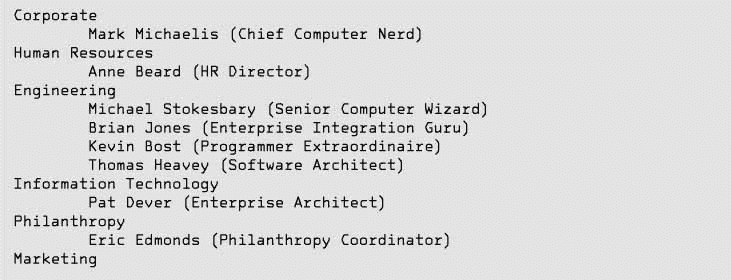 Corporate
Mark Michaelis (Chief Computer Nerd)
Human Resources
Anne Beard (HR Director)
Engineering
Michael Stokesbary (Senior Computer Wizard)
Brian Jones (Enterprise Integration Guru)
Kevin Bost (Programmer Extraordinaire)
Thomas Heavey (Software Architect)
Information Technology
Pat Dever (Enterprise Architect)
Philanthropy
Eric Edmonds (Philanthropy Coordinator)
Marketing